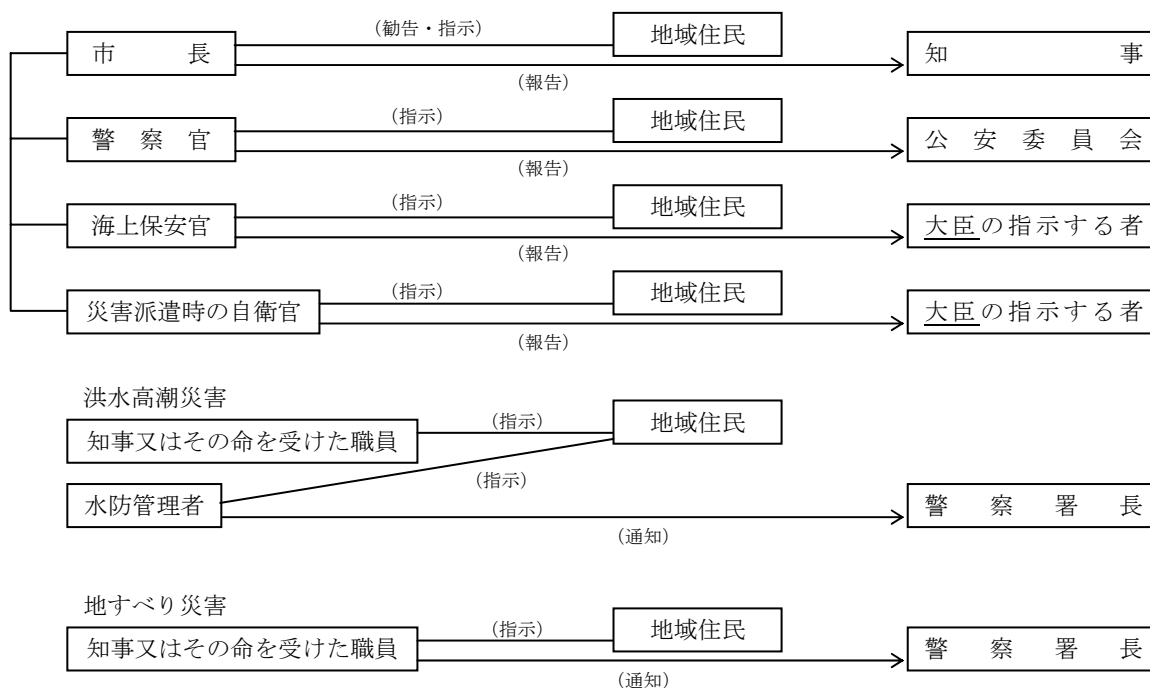 (勧告・指示)
市長
地域住民
知事
(報告)
(指示)
警察官
地域住民
公安委員会
(報告)
(指示)
海上保安官
地域住民
大臣の指示する者
(報告)
(指示)
災害派遣時の自衛官
地域住民
大臣の指示する者
(報告)
洪水高潮災害
(指示)
知事又はその命を受けた職員
地域住民
(指示)
水防管理者
警察署長
(通知)
地すべり災害
(指示)
知事又はその命を受けた職員
地域住民
警察署長
(通知)